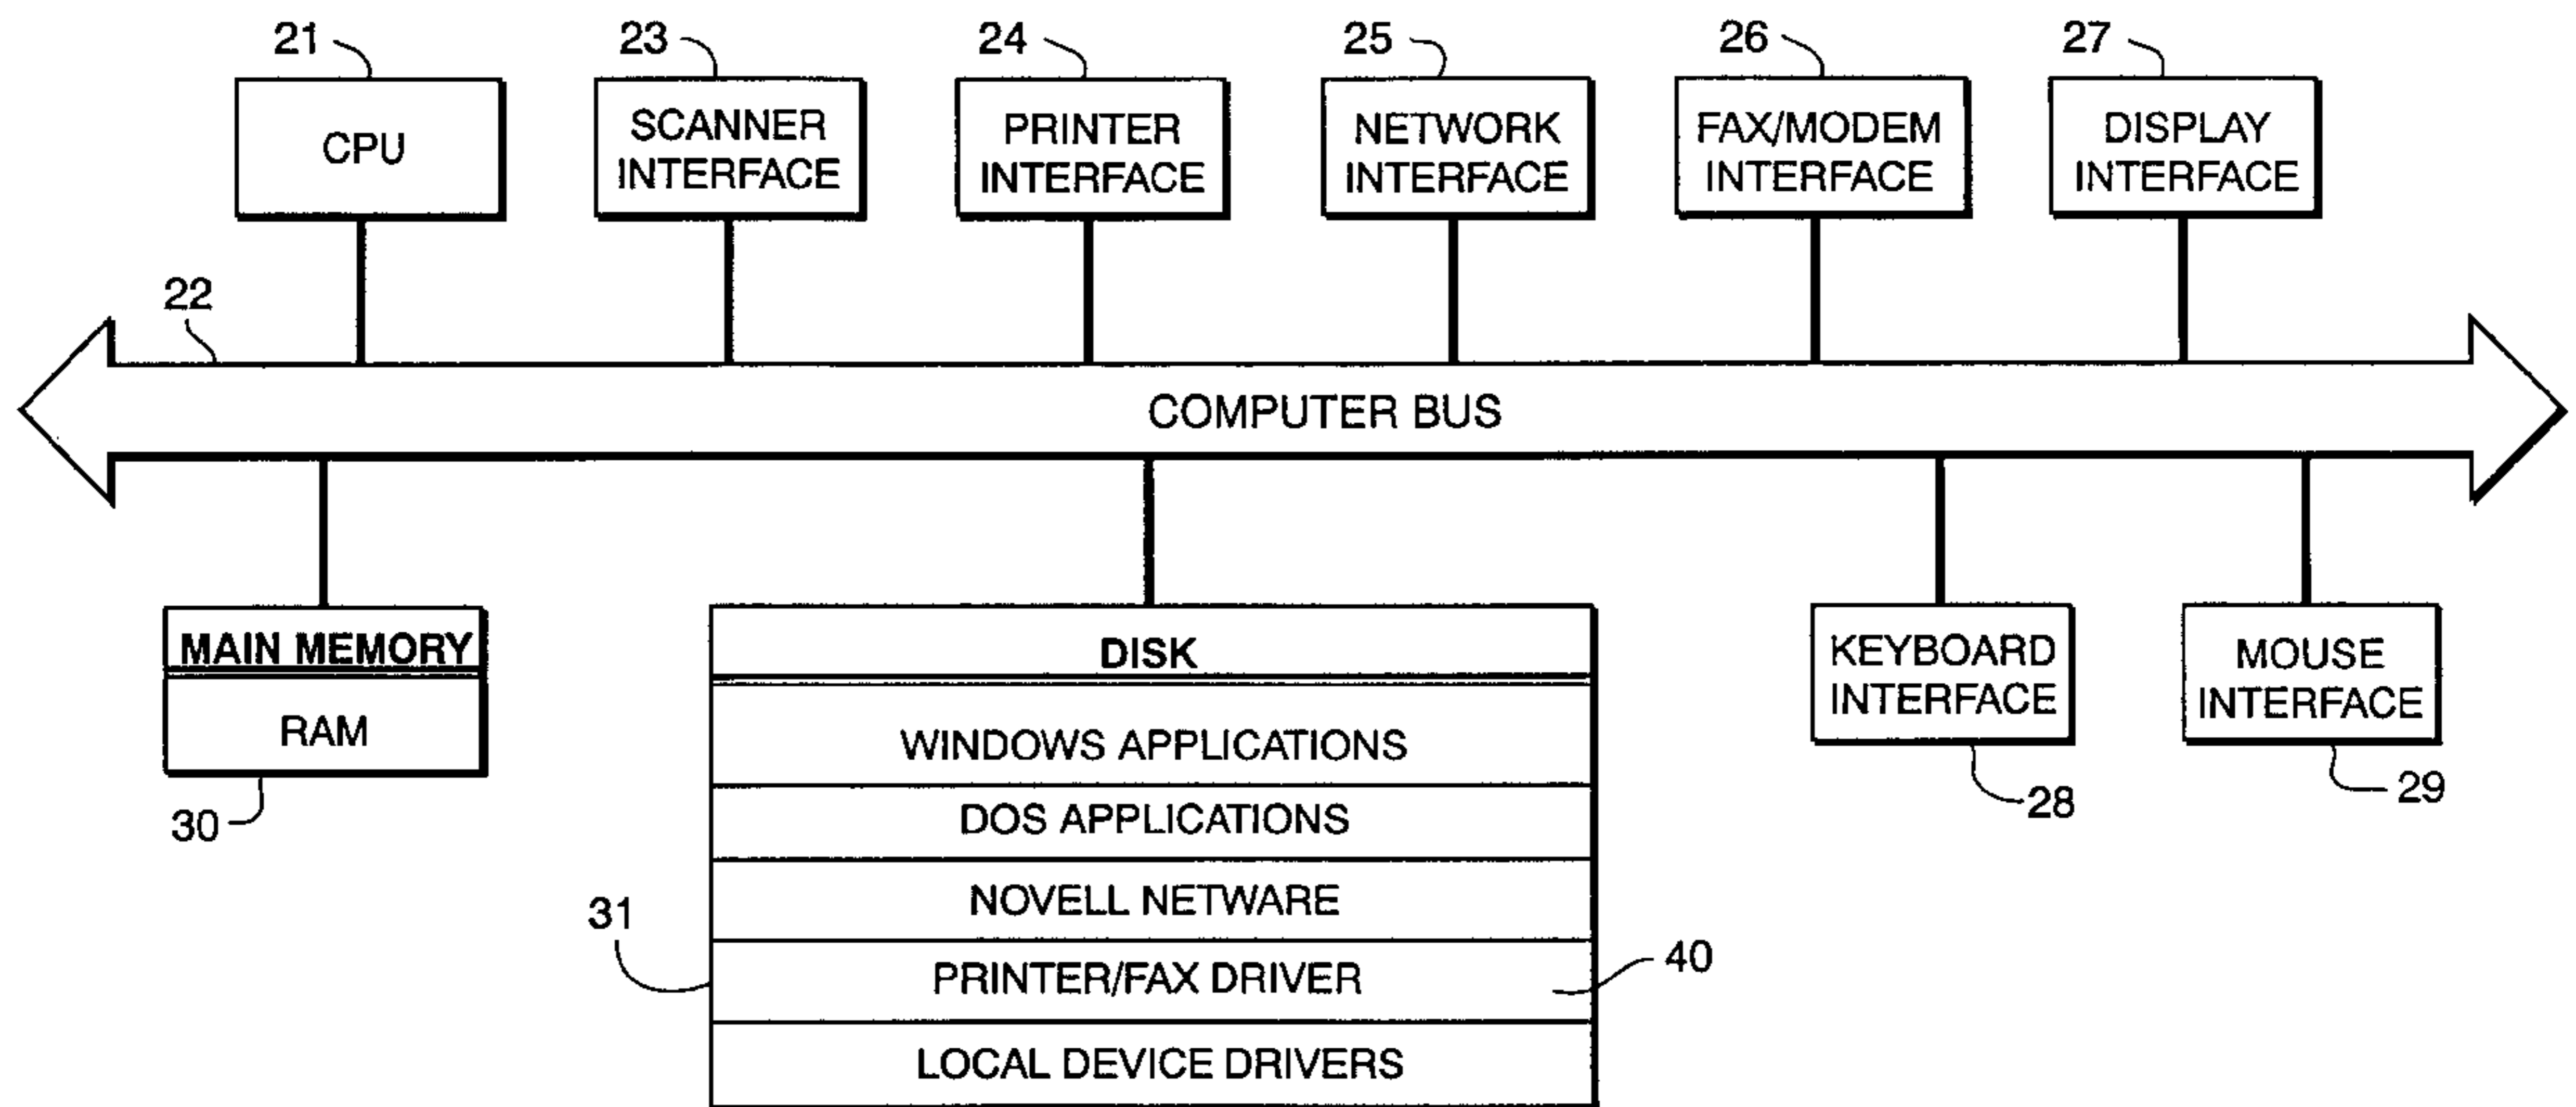 21
23
24
25
26
27
CPU
SCANNER
INTERFACE
PRINTER
INTERFACE
NETWORK
INTERFACE
FAX/MODEM
INTERFACE
DISPLAY
INTERFACE
22
COMPUTER BUS
MAIN MEMORY
RAM
30
DISK
WINDOWS APPLICATIONS
DOS APPLICATIONS
NOVELL NETWARE
PRINTER/FAX DRIVER
LOCAL DEVICE DRIVERS
31
40
KEYBOARD
INTERFACE
28
MOUSE
INTERFACE
29